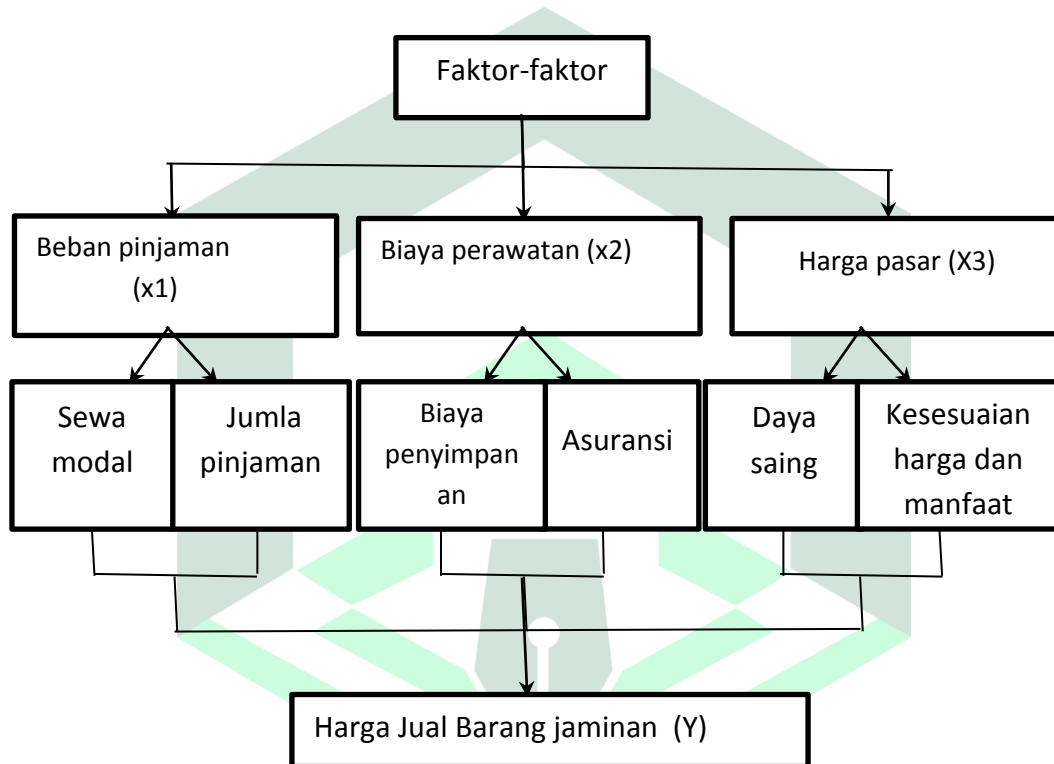 Faktor-faktor
Beban pinjaman
(x1)
Biaya perawatan (x2)
Harga pasar (X3)
Sewa
modal
Jumla
pinjaman
Biaya
penyimpan
an
Asuransi
Daya
saing
Kesesuaian
harga dan
manfaat
Harga Jual Barang jaminan (Y)